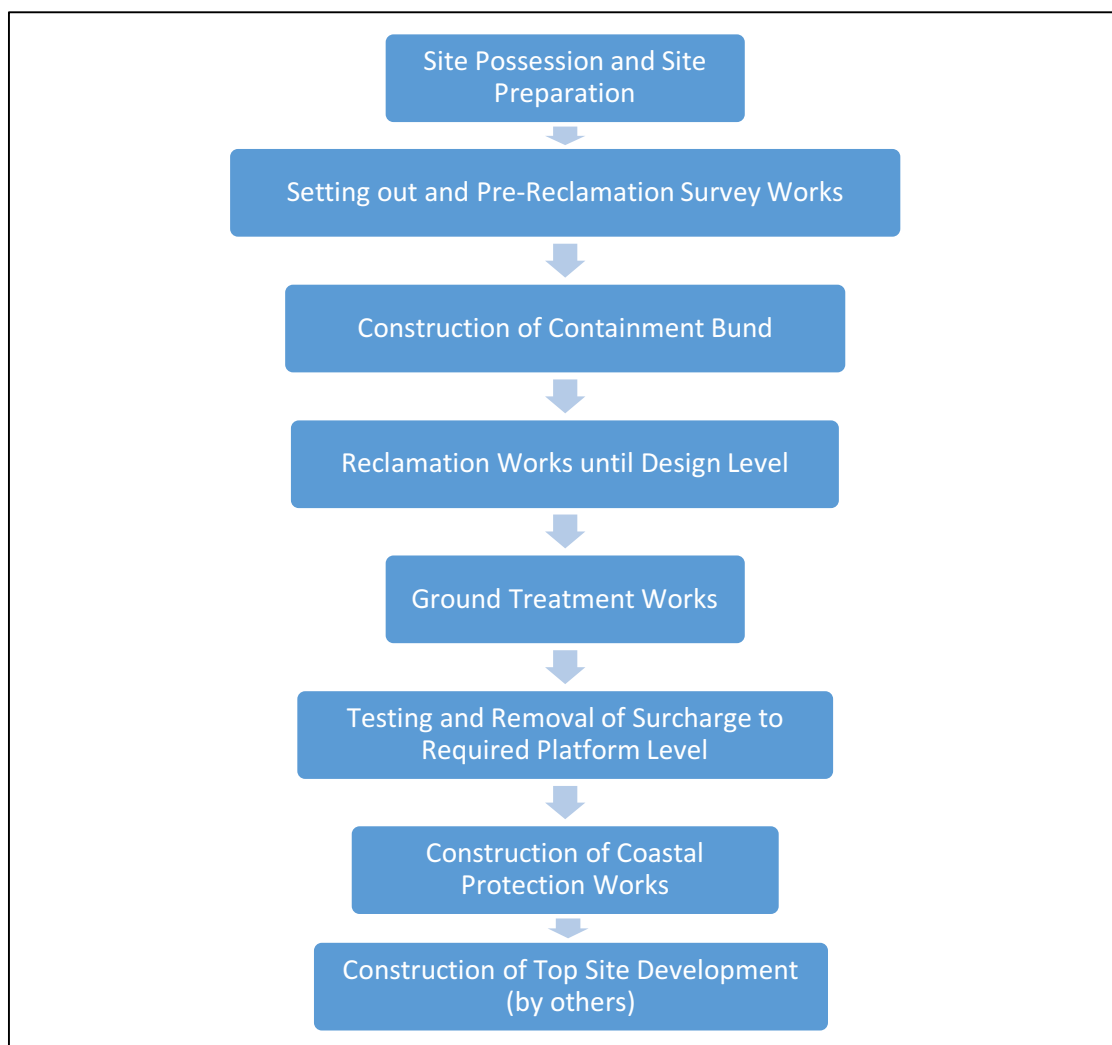 Site Possession and Site
Preparation
Setting out and Pre-Reclamation Survey Works
Construction of Containment Bund
Reclamation Works until Design Level
Ground Treatment Works
Testing and Removal of Surcharge to
Required Platform Level
Construction of Coastal
Protection Works
Construction of Top Site Development
(by others)